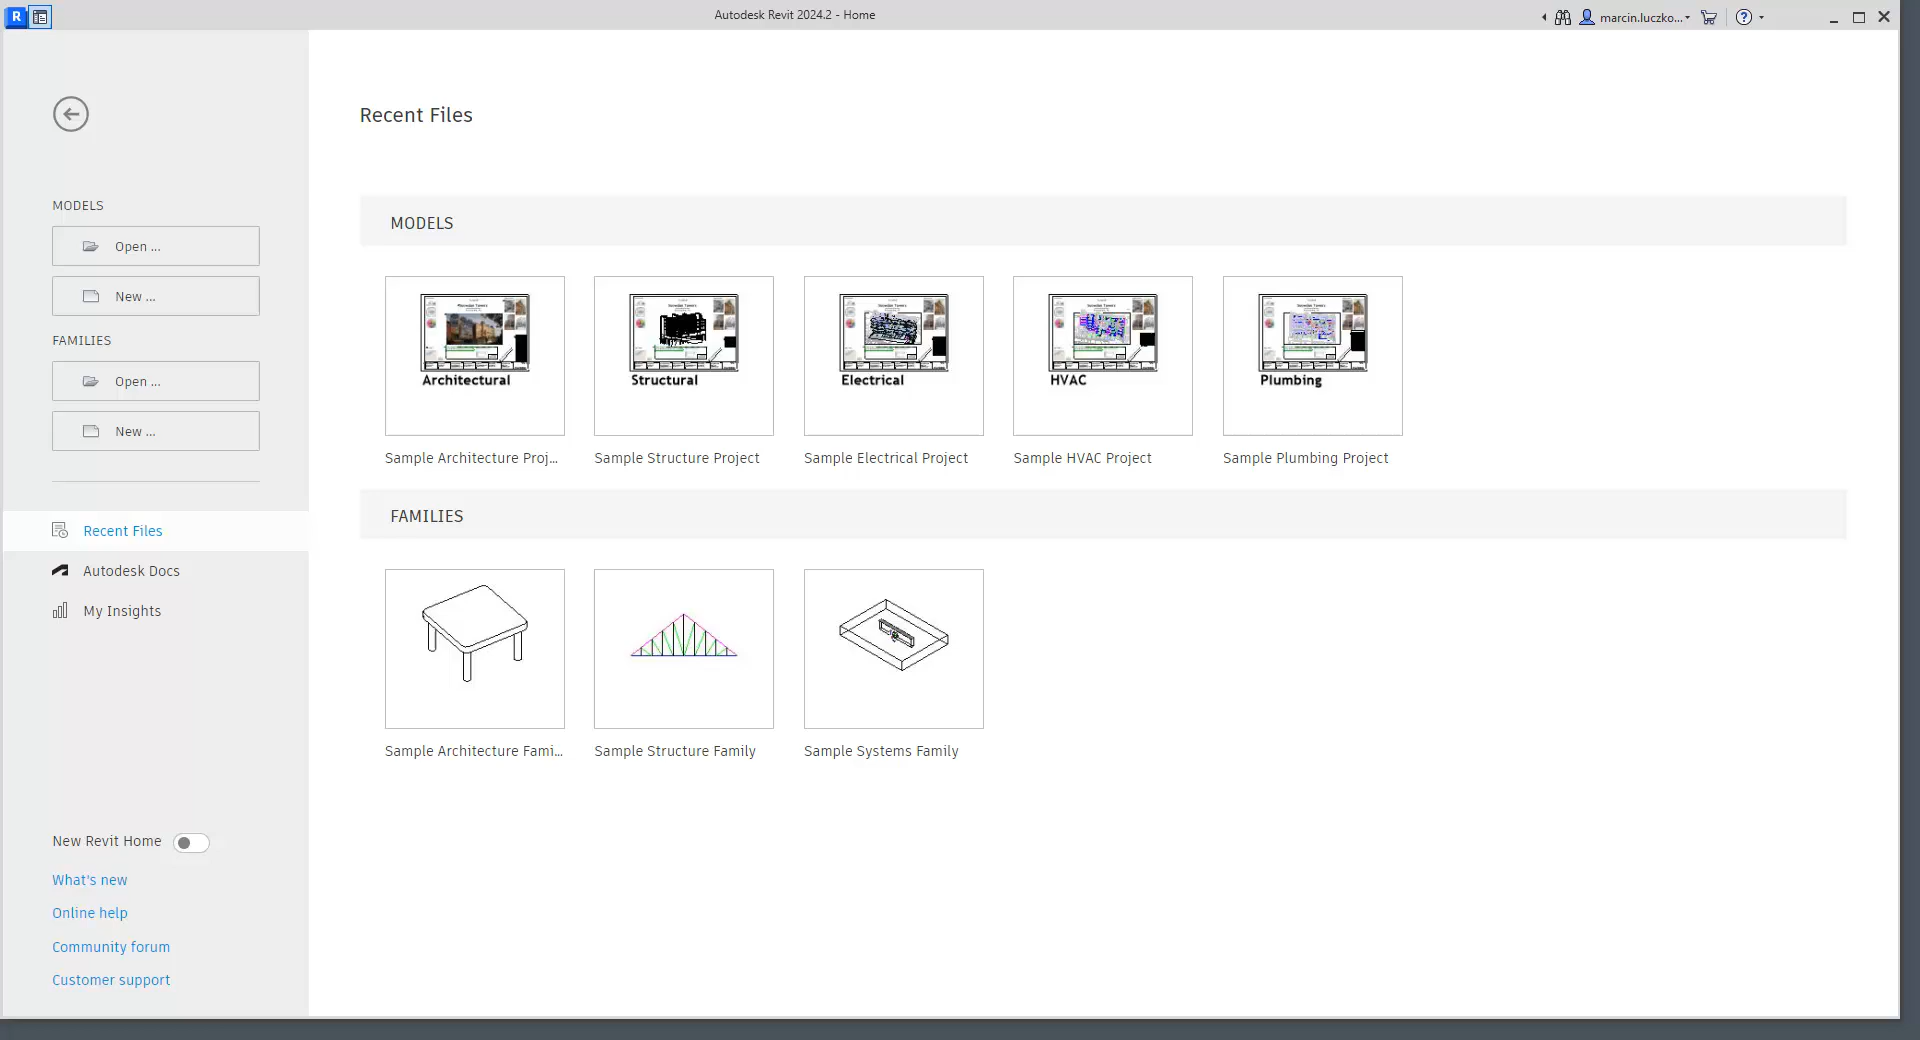 R
Autodesk Revit 2024.2 - Home
marcin.luczko...
?
Recent Files
MODELS
Open ...
New ...
FAMILIES
Open ...
New ...
Recent Files
Autodesk Docs
My Insights
New Revit Home
What's new
Online help
Community forum
Customer support
MODELS
Architectural
Structural
Electrical
HVAC
Plumbing
Sample Architecture Proj...
Sample Structure Project
Sample Electrical Project
Sample HVAC Project
Sample Plumbing Project
FAMILIES
Sample Architecture Fami...
Sample Structure Family
Sample Systems Family